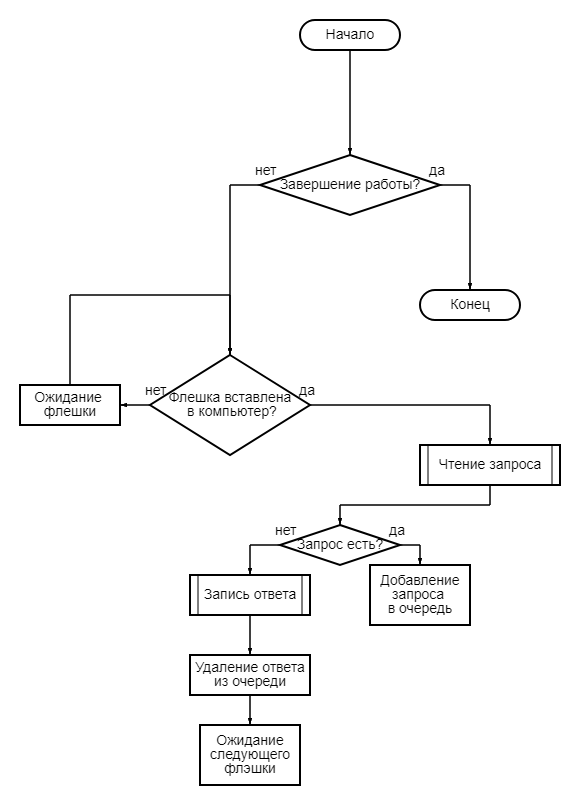 Начало
нет
да
Завершение работы?
Конец
нет
Флешка вставлена
да
в компьютер?
Ожидание
флешки
Чтение запроса
нет
да
Запрос есть?
Запись ответа
Добавление
запроса
в очередь
Удаление ответа
из очереди
Ожидание
следующего
флэшки